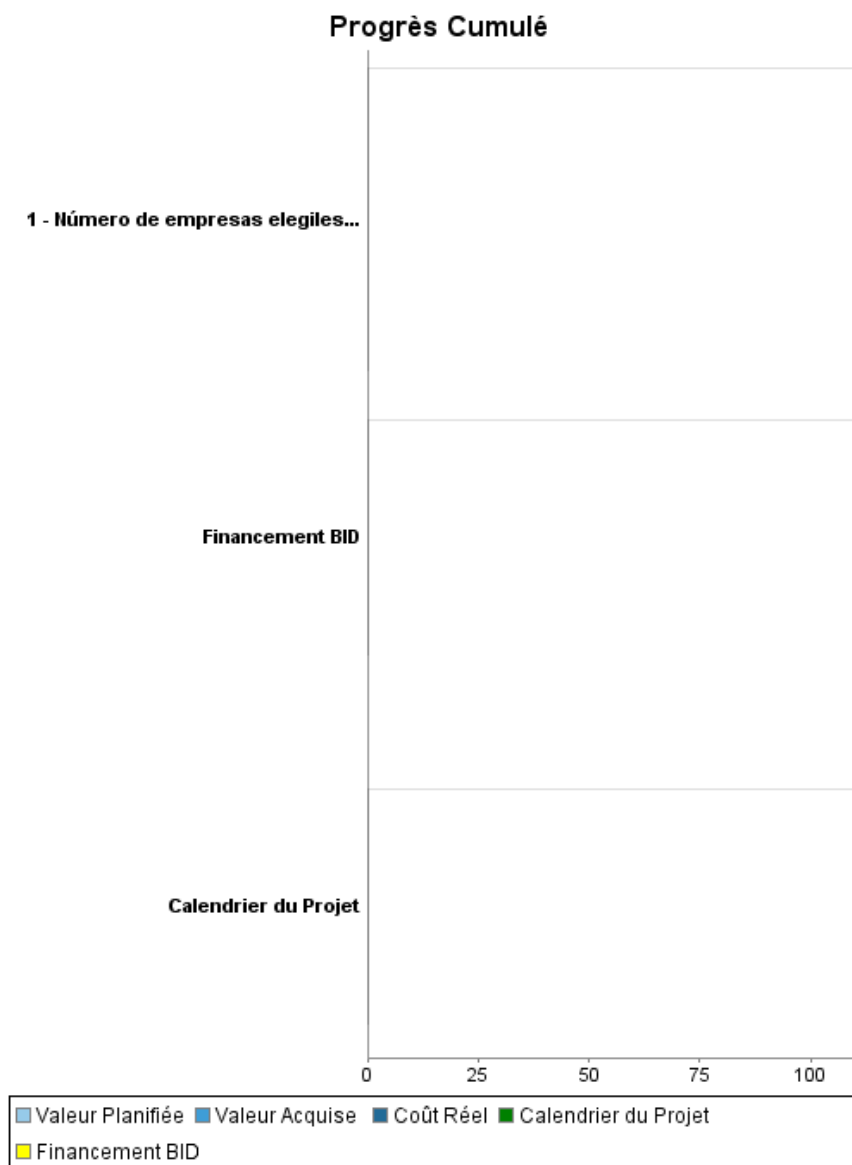 Progrès Cumulé
1 - Número de empresas elegiles...
Financement BID
Calendrier du Projet
0 25 50 75 100
Valeur Planifiée Valeur Acquise Coût Réel Calendrier du Projet
Financement BID